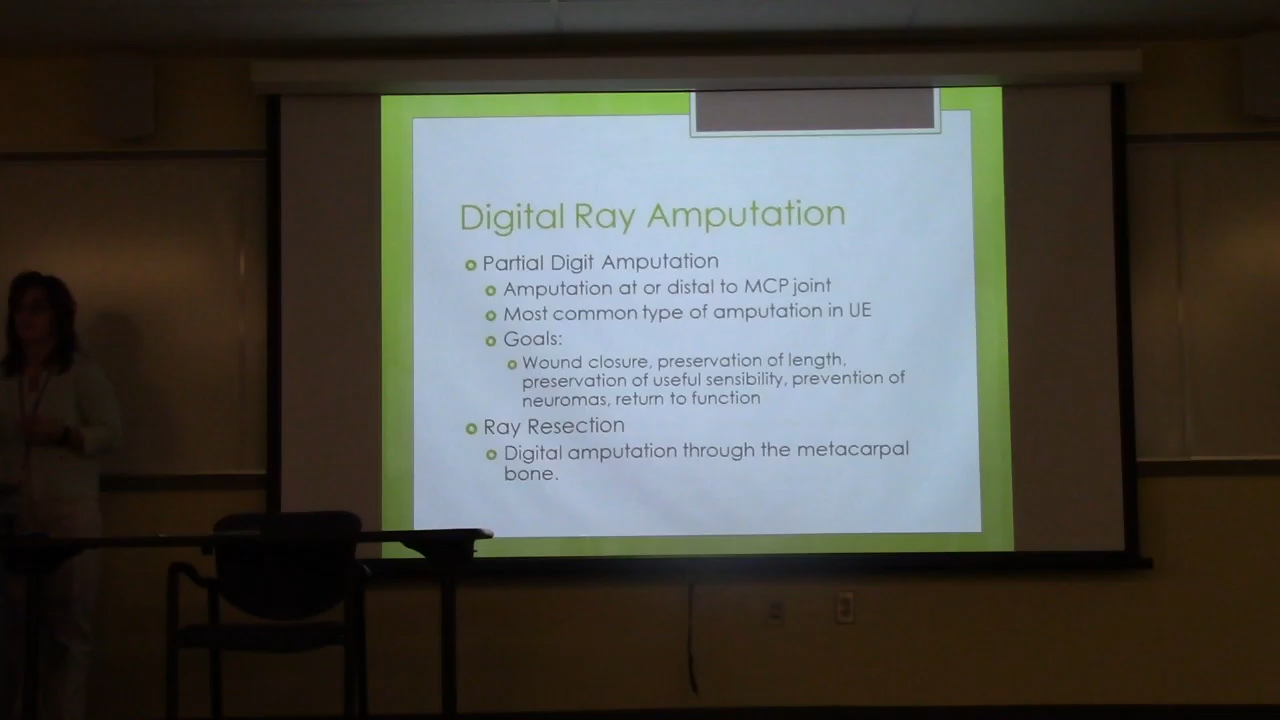 Digital Ray Amputation
Partial Digit Amputation
Amputation at or distal to MCP joint
Most common type of amputation in UE
Goals:
Wound closure, preservation of length,
preservation of useful sensibility, prevention of
neuromas, return to function
Ray Resection
Digital amputation through the metacarpal
bone.